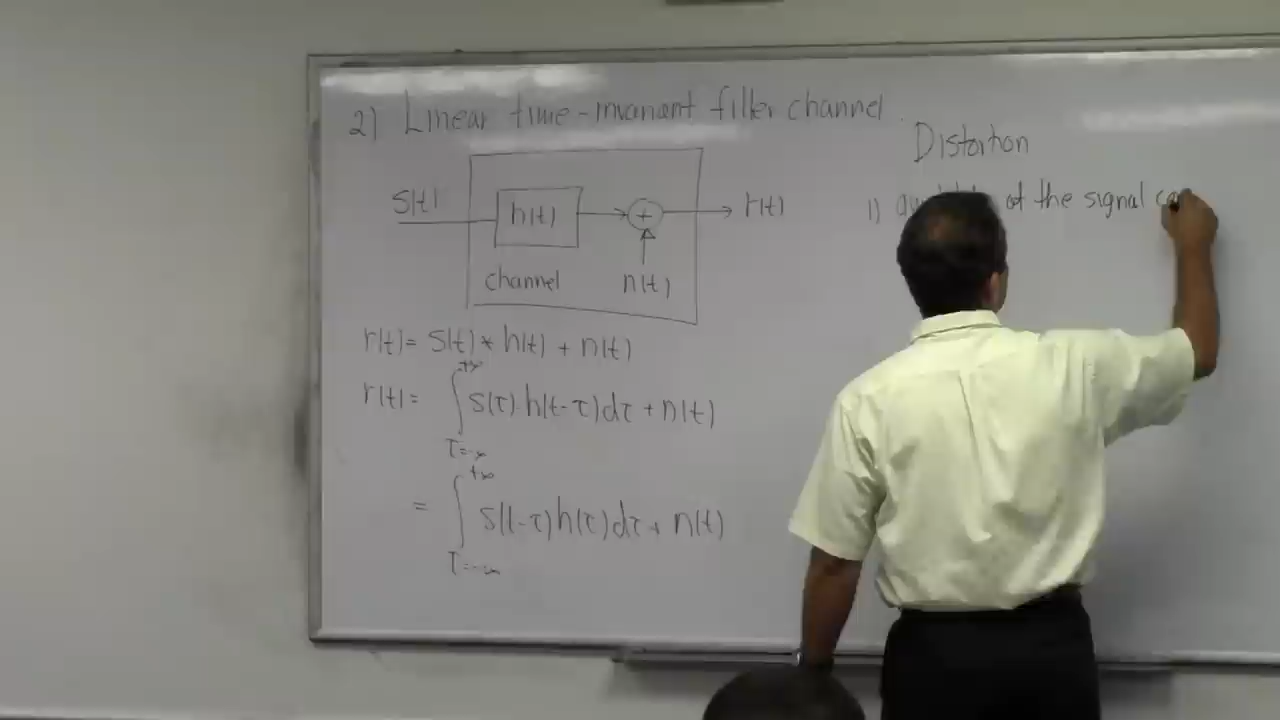 2) Linear time-invariant filter channel
s(t)
h(t)
+
r(t)
channel
n(t)
r(t) = s(t) * h(t) + n(t)
r(t) = ∫_{τ=-∞}^{+∞} s(τ) · h(t-τ) dτ + n(t)
= ∫_{τ=-∞}^{+∞} s(t-τ) h(τ) dτ + n(t)
Distortion
1) of the signal